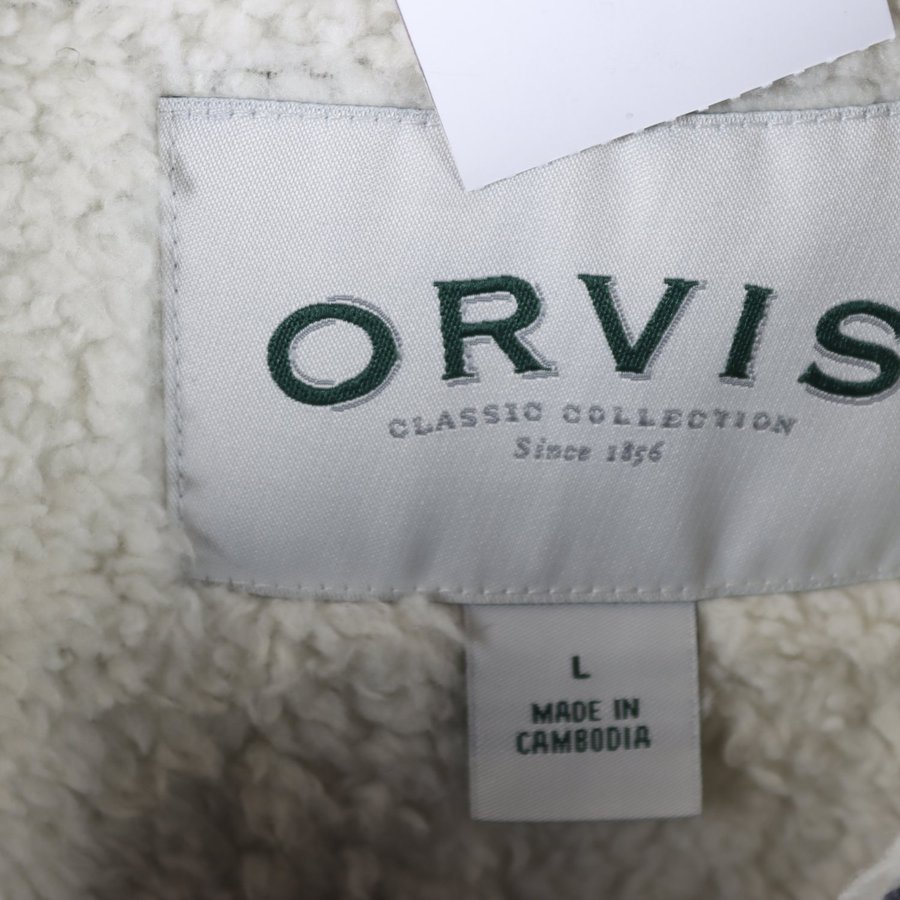 ORVIS
CLASSIC COLLECTION
Since 1856
L
MADE IN
CAMBODIA